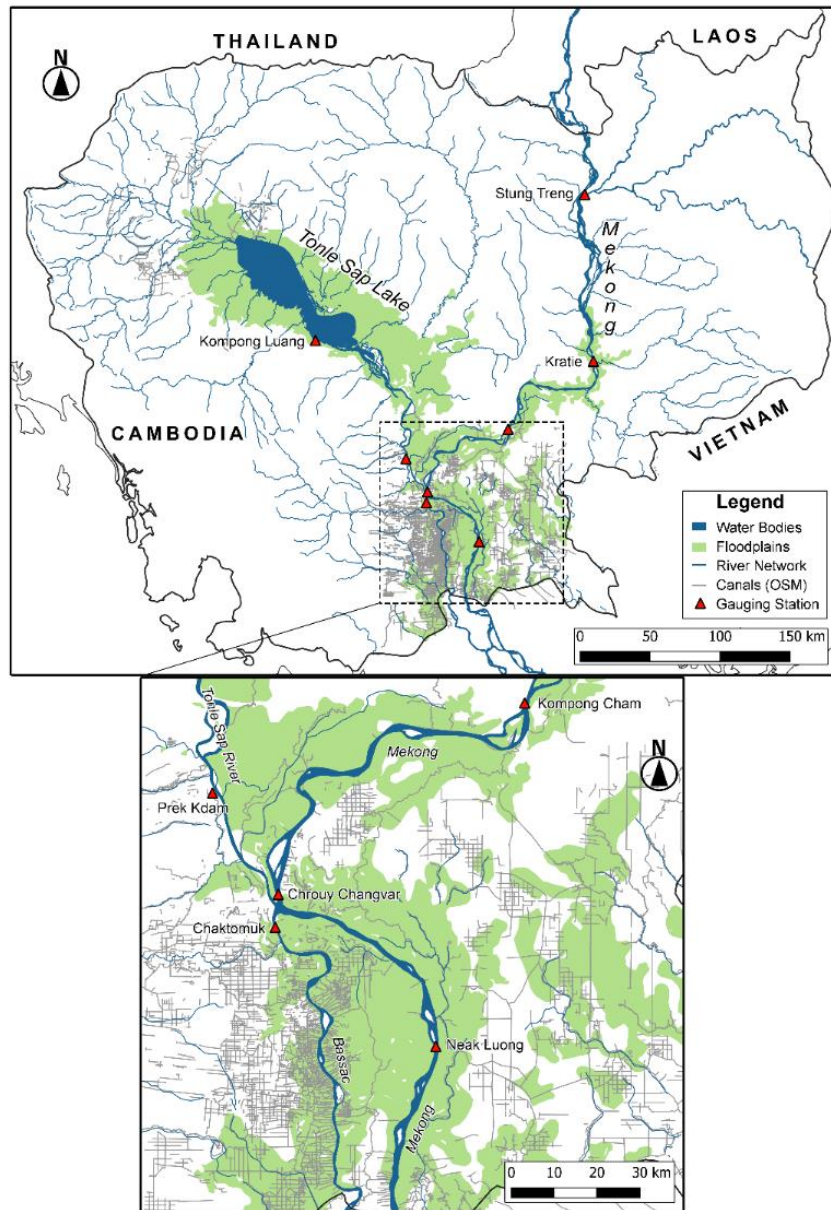 THAILAND
LAOS
N
Stung Treng
Mekong
Tonle Sap Lake
Kompong Luang
Kratie
CAMBODIA
VIETNAM
Legend
Water Bodies
Floodplains
River Network
Canals (OSM)
Gauging Station
0 50 100 150 km
Tonle Sap River
Kompong Cham
Mekong
N
Prek Kdam
Chrouy Changvar
Chaktomuk
Neak Luong
Bassac
Mekong
0 10 20 30 km